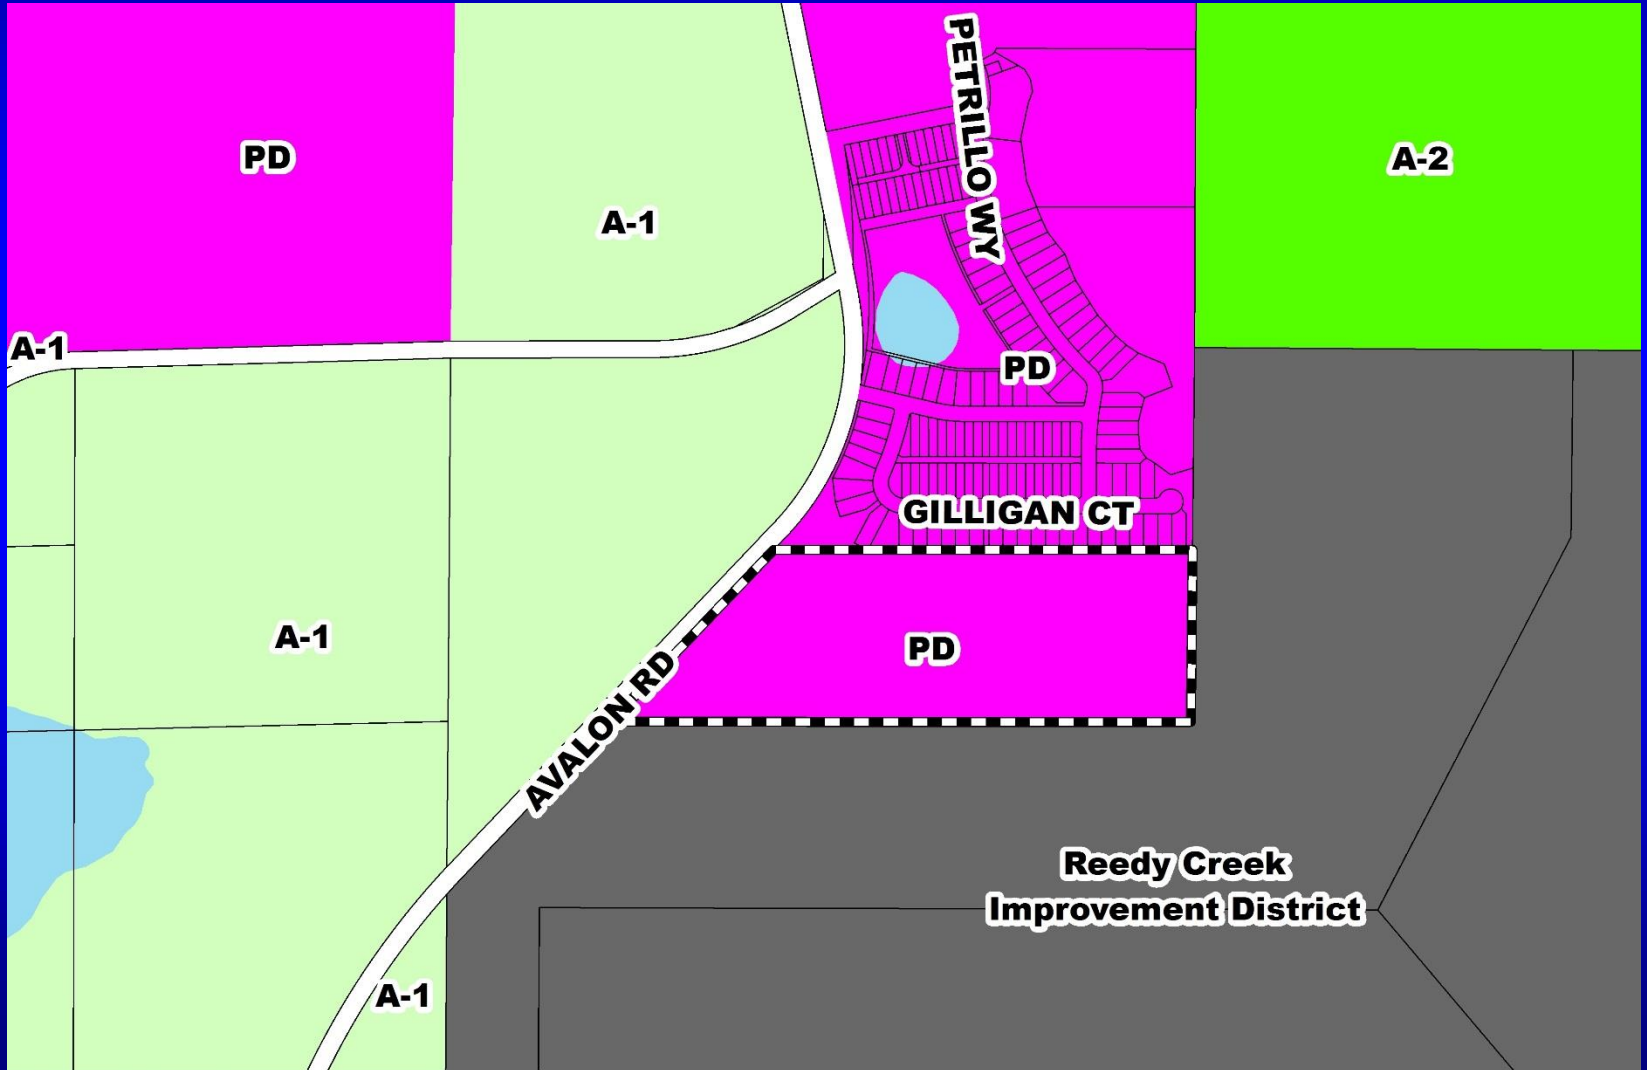 PETRILLO WY
PD
A-2
A-1
A-1
PD
GILLIGAN CT
A-1
PD
AVALON RD
Reedy Creek
Improvement District
A-1